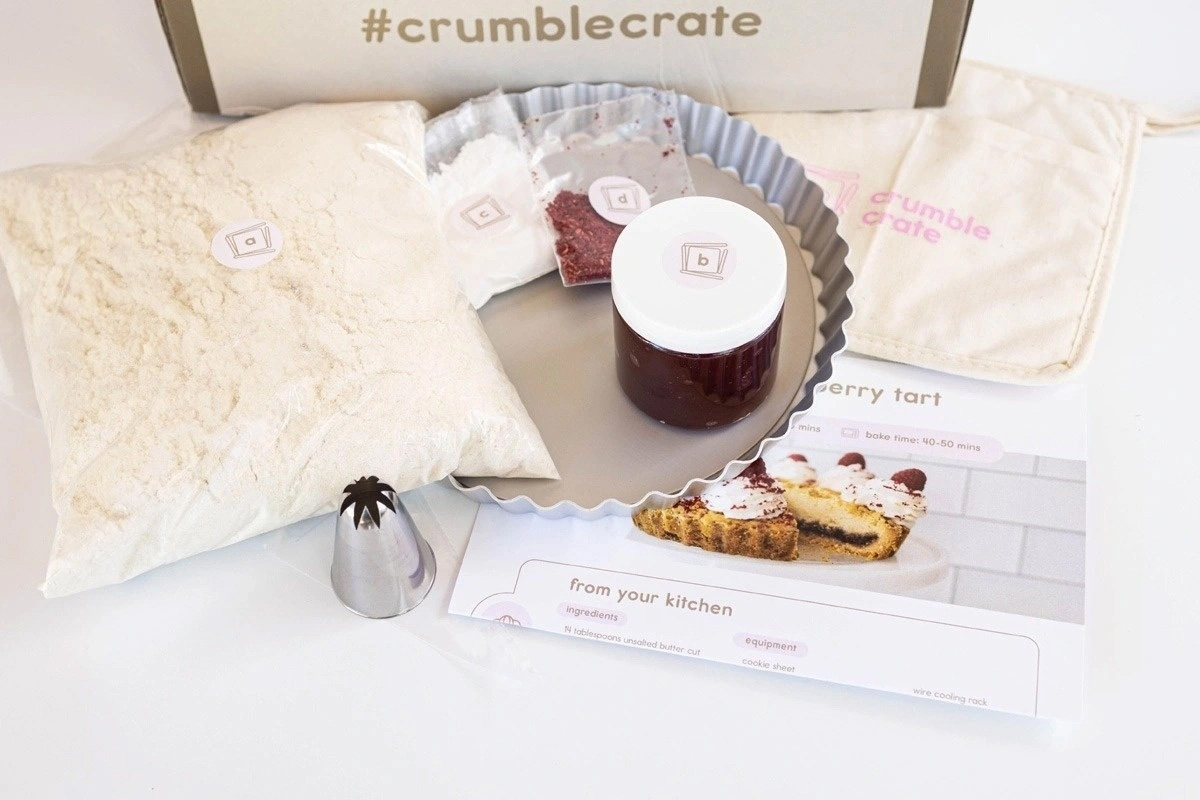 #crumblecrate
a
c
d
b
crumble
crate
berry tart
mins
bake time: 40-50 mins
from your kitchen
ingredients
14 tablespoons unsalted butter cut
equipment
cookie sheet
wire cooling rack